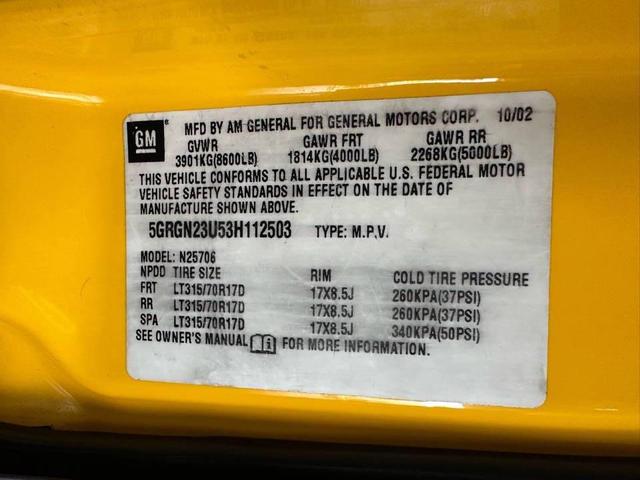 GM
MFD BY AM GENERAL FOR GENERAL MOTORS CORP. 10/02
GVWR GAWR FRT GAWR RR
3901KG(8600LB) 1814KG(4000LB) 2268KG(5000LB)
THIS VEHICLE CONFORMS TO ALL APPLICABLE U.S. FEDERAL MOTOR
VEHICLE SAFETY STANDARDS IN EFFECT ON THE DATE OF
MANUFACTURE SHOWN ABOVE.
5GRGN23U53H112503 TYPE: M.P.V.
MODEL: N25706
NPDD TIRE SIZE RIM COLD TIRE PRESSURE
FRT LT315/70R17D 17X8.5J 260KPA(37PSI)
RR LT315/70R17D 17X8.5J 260KPA(37PSI)
SPA LT315/70R17D 17X8.5J 340KPA(50PSI)
SEE OWNER'S MANUAL FOR MORE INFORMATION.